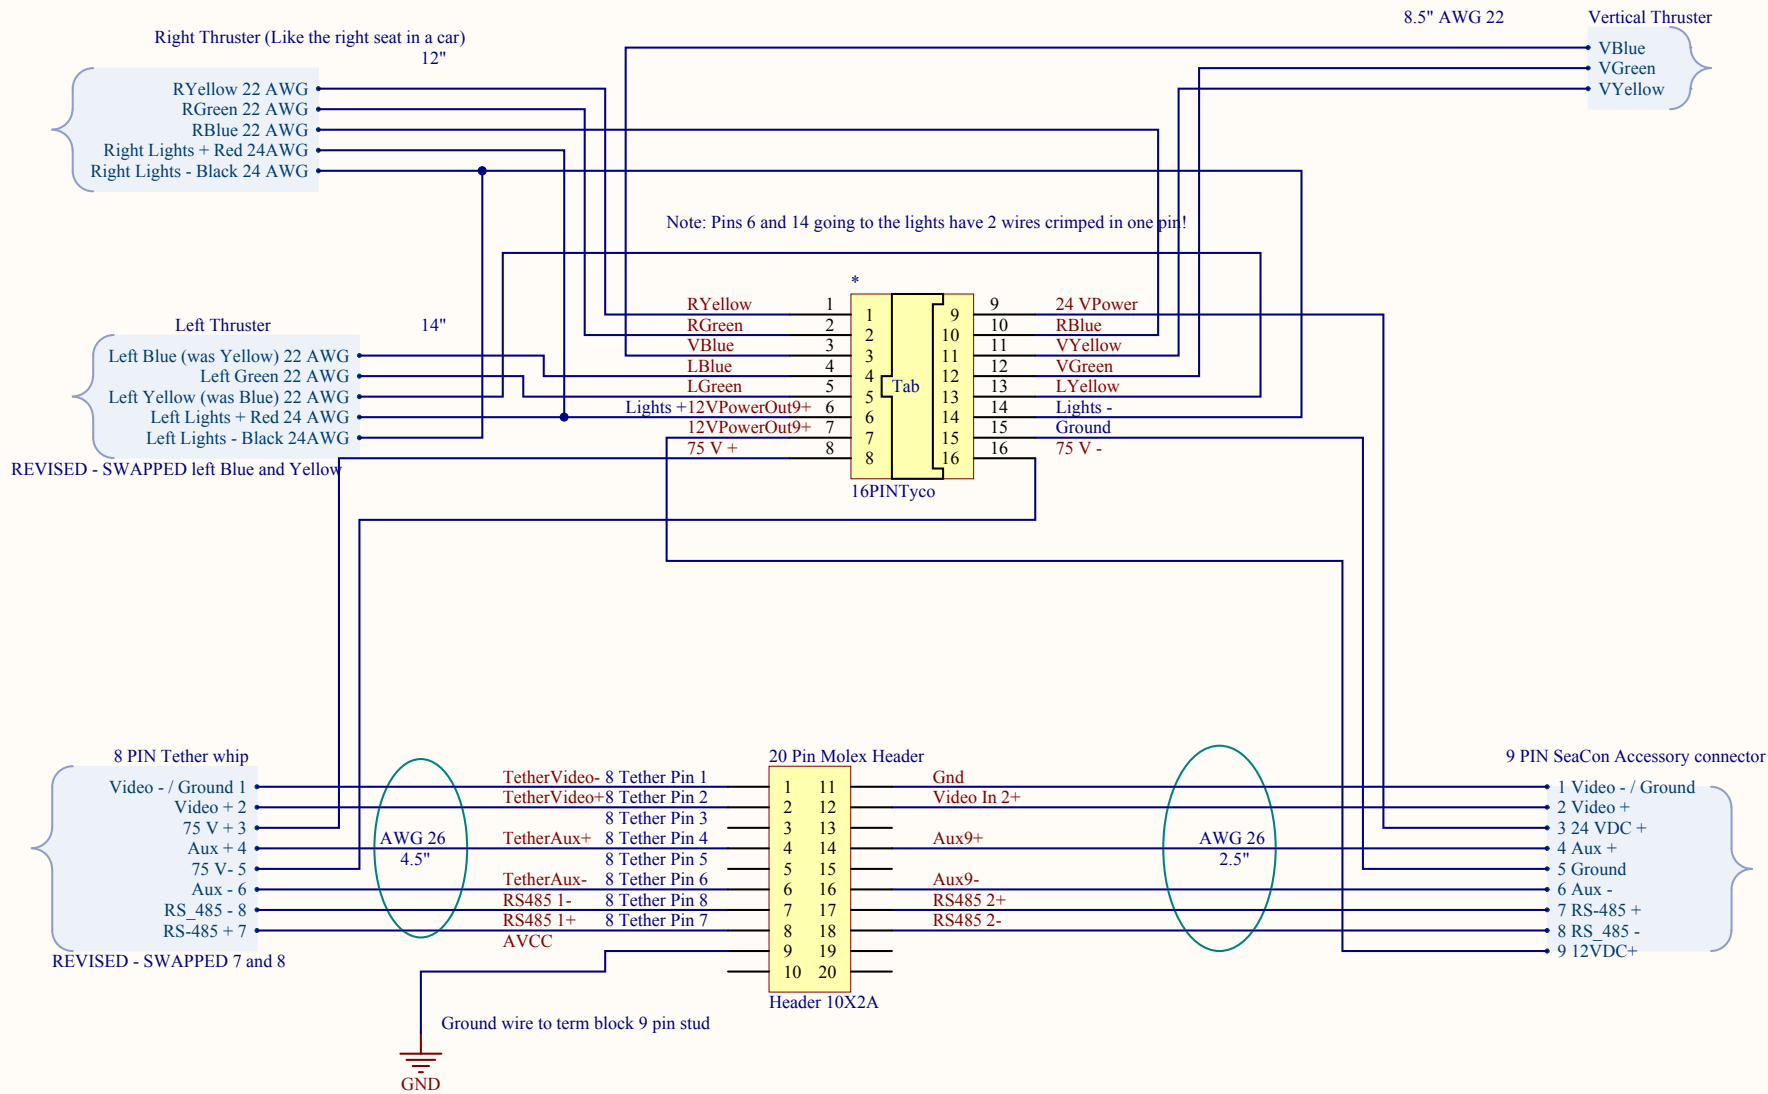 8.5" AWG 22
Vertical Thruster
VBlue
VGreen
VYellow
Right Thruster (Like the right seat in a car)
12"
RYellow 22 AWG
RGreen 22 AWG
RBlue 22 AWG
Right Lights + Red 24AWG
Right Lights - Black 24 AWG
Note: Pins 6 and 14 going to the lights have 2 wires crimped in one pin!
Left Thruster
14"
Left Blue (was Yellow) 22 AWG
Left Green 22 AWG
Left Yellow (was Blue) 22 AWG
Left Lights + Red 24 AWG
Left Lights - Black 24AWG
REVISED - SWAPPED left Blue and Yellow
*
RYellow 1 1 9 9 24 VPower
RGreen 2 2 10 10 RBlue
VBlue 3 3 11 11 VYellow
LBlue 4 4 12 12 VGreen
LGreen 5 5 Tab 13 13 LYellow
Lights + 12VPowerOut9+ 6 6 14 14 Lights -
12VPowerOut9+ 7 7 15 15 Ground
75 V + 8 8 16 16 75 V -
16PINTyco
8 PIN Tether whip
Video - / Ground 1
Video + 2
75 V + 3
Aux + 4
75 V- 5
Aux - 6
RS_485 - 8
RS-485 + 7
REVISED - SWAPPED 7 and 8
AWG 26
4.5"
20 Pin Molex Header
TetherVideo- 8 Tether Pin 1 1 11 Gnd
TetherVideo+ 8 Tether Pin 2 2 12 Video In 2+
8 Tether Pin 3 3 13
TetherAux+ 8 Tether Pin 4 4 14 Aux9+
8 Tether Pin 5 5 15
TetherAux- 8 Tether Pin 6 6 16 Aux9-
RS485 1- 8 Tether Pin 8 7 17 RS485 2+
RS485 1+ 8 Tether Pin 7 8 18 RS485 2-
AVCC 9 19
10 20
Header 10X2A
AWG 26
2.5"
9 PIN SeaCon Accessory connector
1 Video - / Ground
2 Video +
3 24 VDC +
4 Aux +
5 Ground
6 Aux -
7 RS-485 +
8 RS_485 -
9 12VDC+
Ground wire to term block 9 pin stud
GND